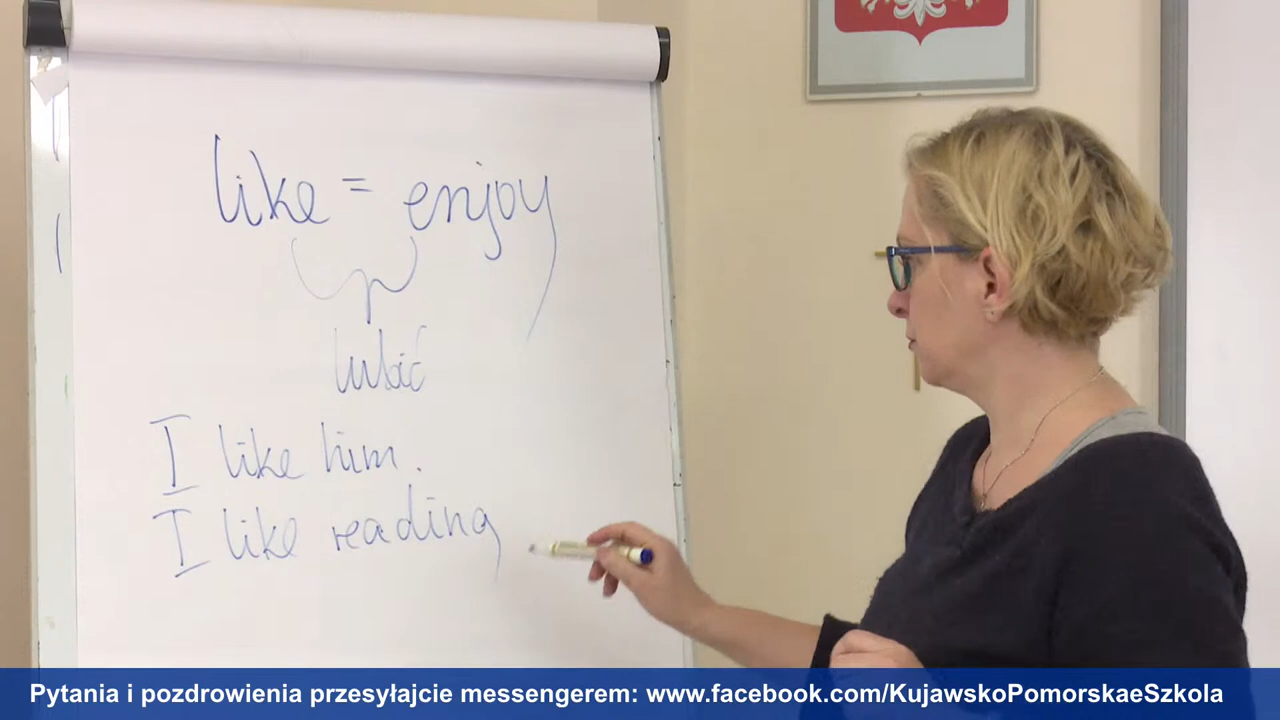 like = enjoy
lubić
I like him.
I like reading
Pytania i pozdrowienia przesyłajcie messengerem: www.facebook.com/KujawskoPomorskaeSzkola